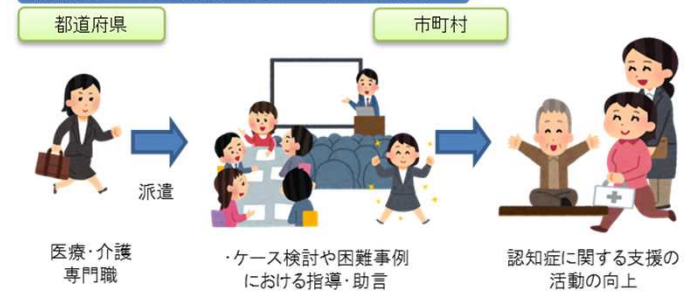 都道府県
市町村
派遣
医療・介護
専門職
・ケース検討や困難事例
における指導・助言
認知症に関する支援の
活動の向上